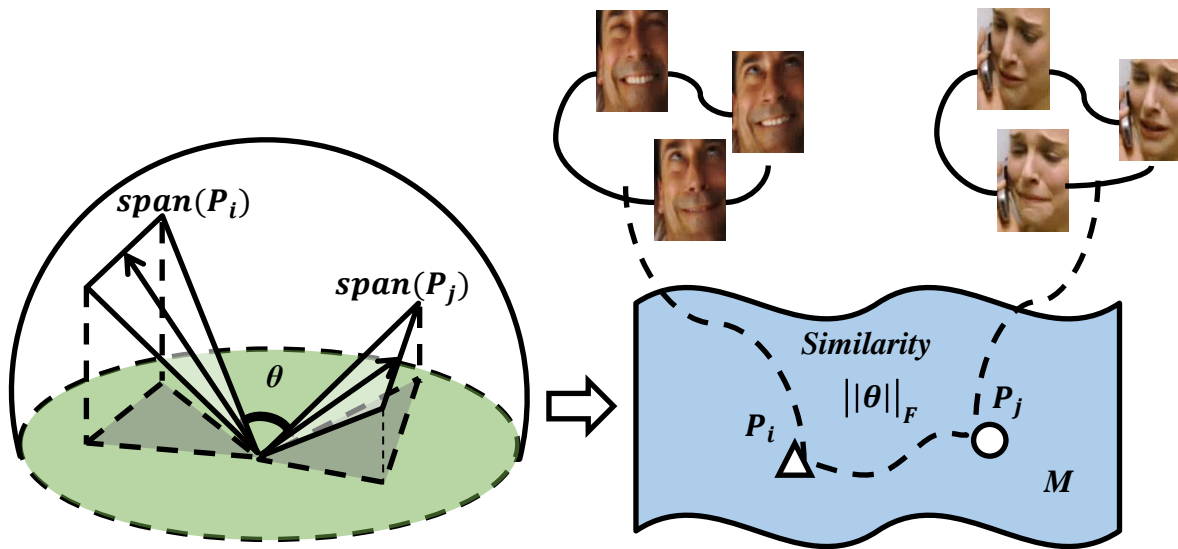 span(P_i)
span(P_j)
θ
Similarity
||θ||_F
P_i
P_j
M